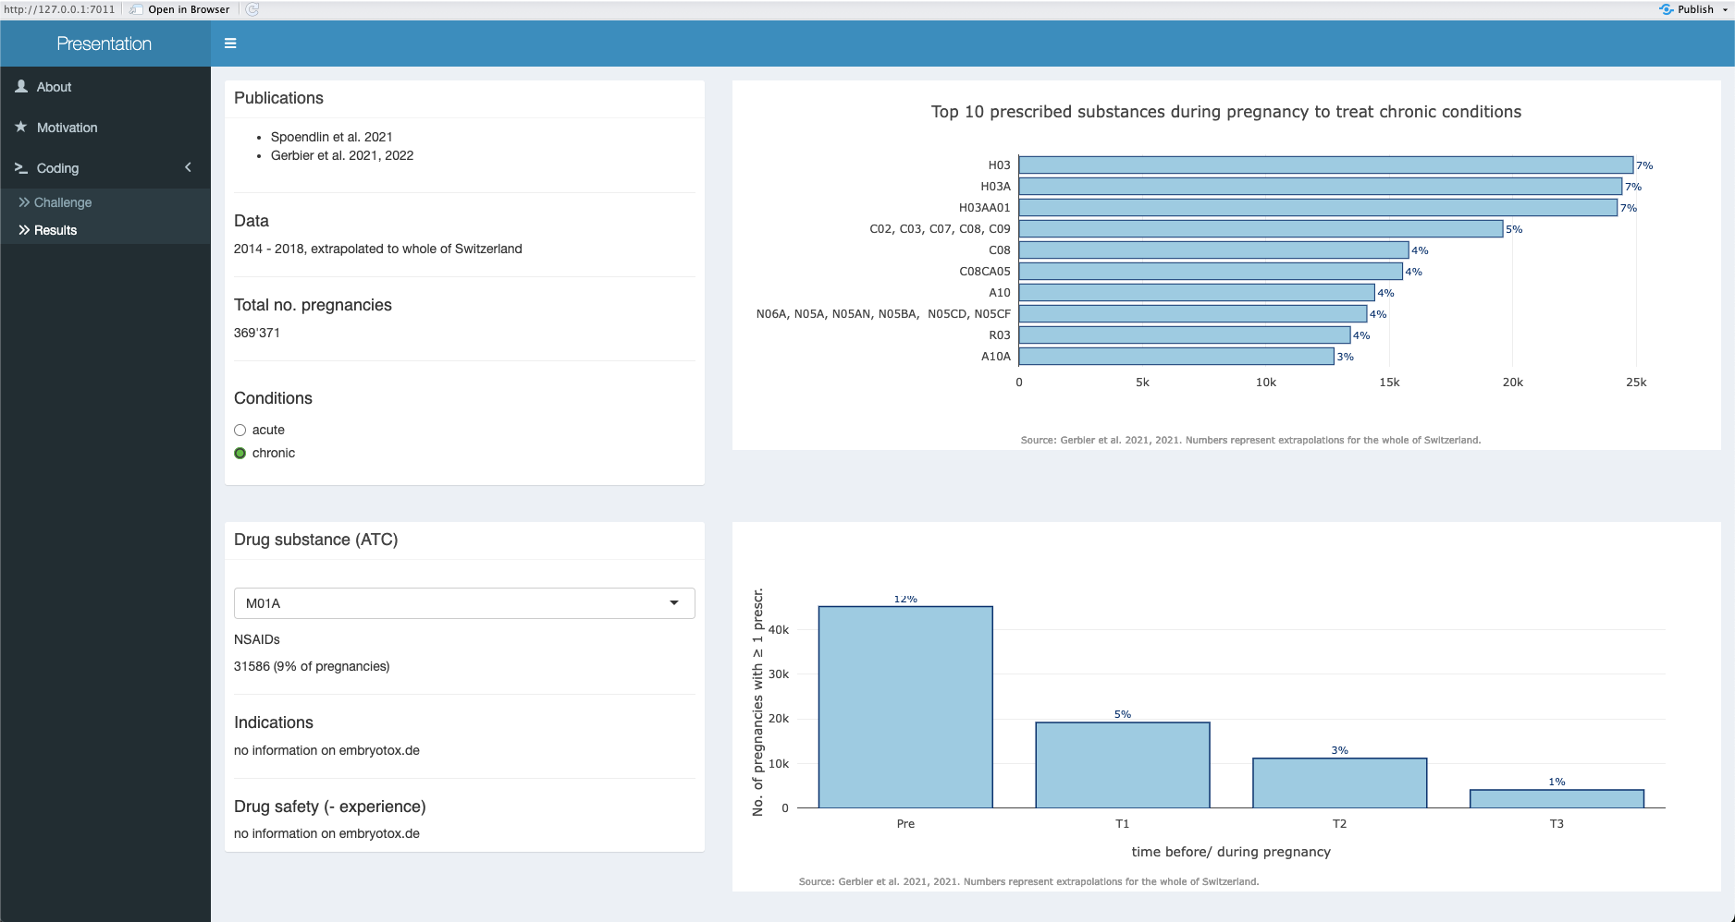 http://127.0.0.1:7011 Open in Browser Publish
Presentation
About
Motivation
Coding
Challenge
Results
Publications
Spoendlin et al. 2021
Gerbier et al. 2021, 2022
Data
2014 - 2018, extrapolated to whole of Switzerland
Total no. pregnancies
369'371
Conditions
acute
chronic
Top 10 prescribed substances during pregnancy to treat chronic conditions
H03 7%
H03A 7%
H03AA01 7%
C02, C03, C07, C08, C09 5%
C08 4%
C08CA05 4%
A10 4%
N06A, N05A, N05AN, N05BA, N05CD, N05CF 4%
R03 4%
A10A 3%
0 5k 10k 15k 20k 25k
Source: Gerbier et al. 2021, 2021. Numbers represent extrapolations for the whole of Switzerland.
Drug substance (ATC)
M01A
NSAIDs
31586 (9% of pregnancies)
Indications
no information on embryotox.de
Drug safety (- experience)
no information on embryotox.de
No. of pregnancies with ≥ 1 prescr.
40k
30k
20k
10k
0
12%
5%
3%
1%
Pre T1 T2 T3
time before/ during pregnancy
Source: Gerbier et al. 2021, 2021. Numbers represent extrapolations for the whole of Switzerland.